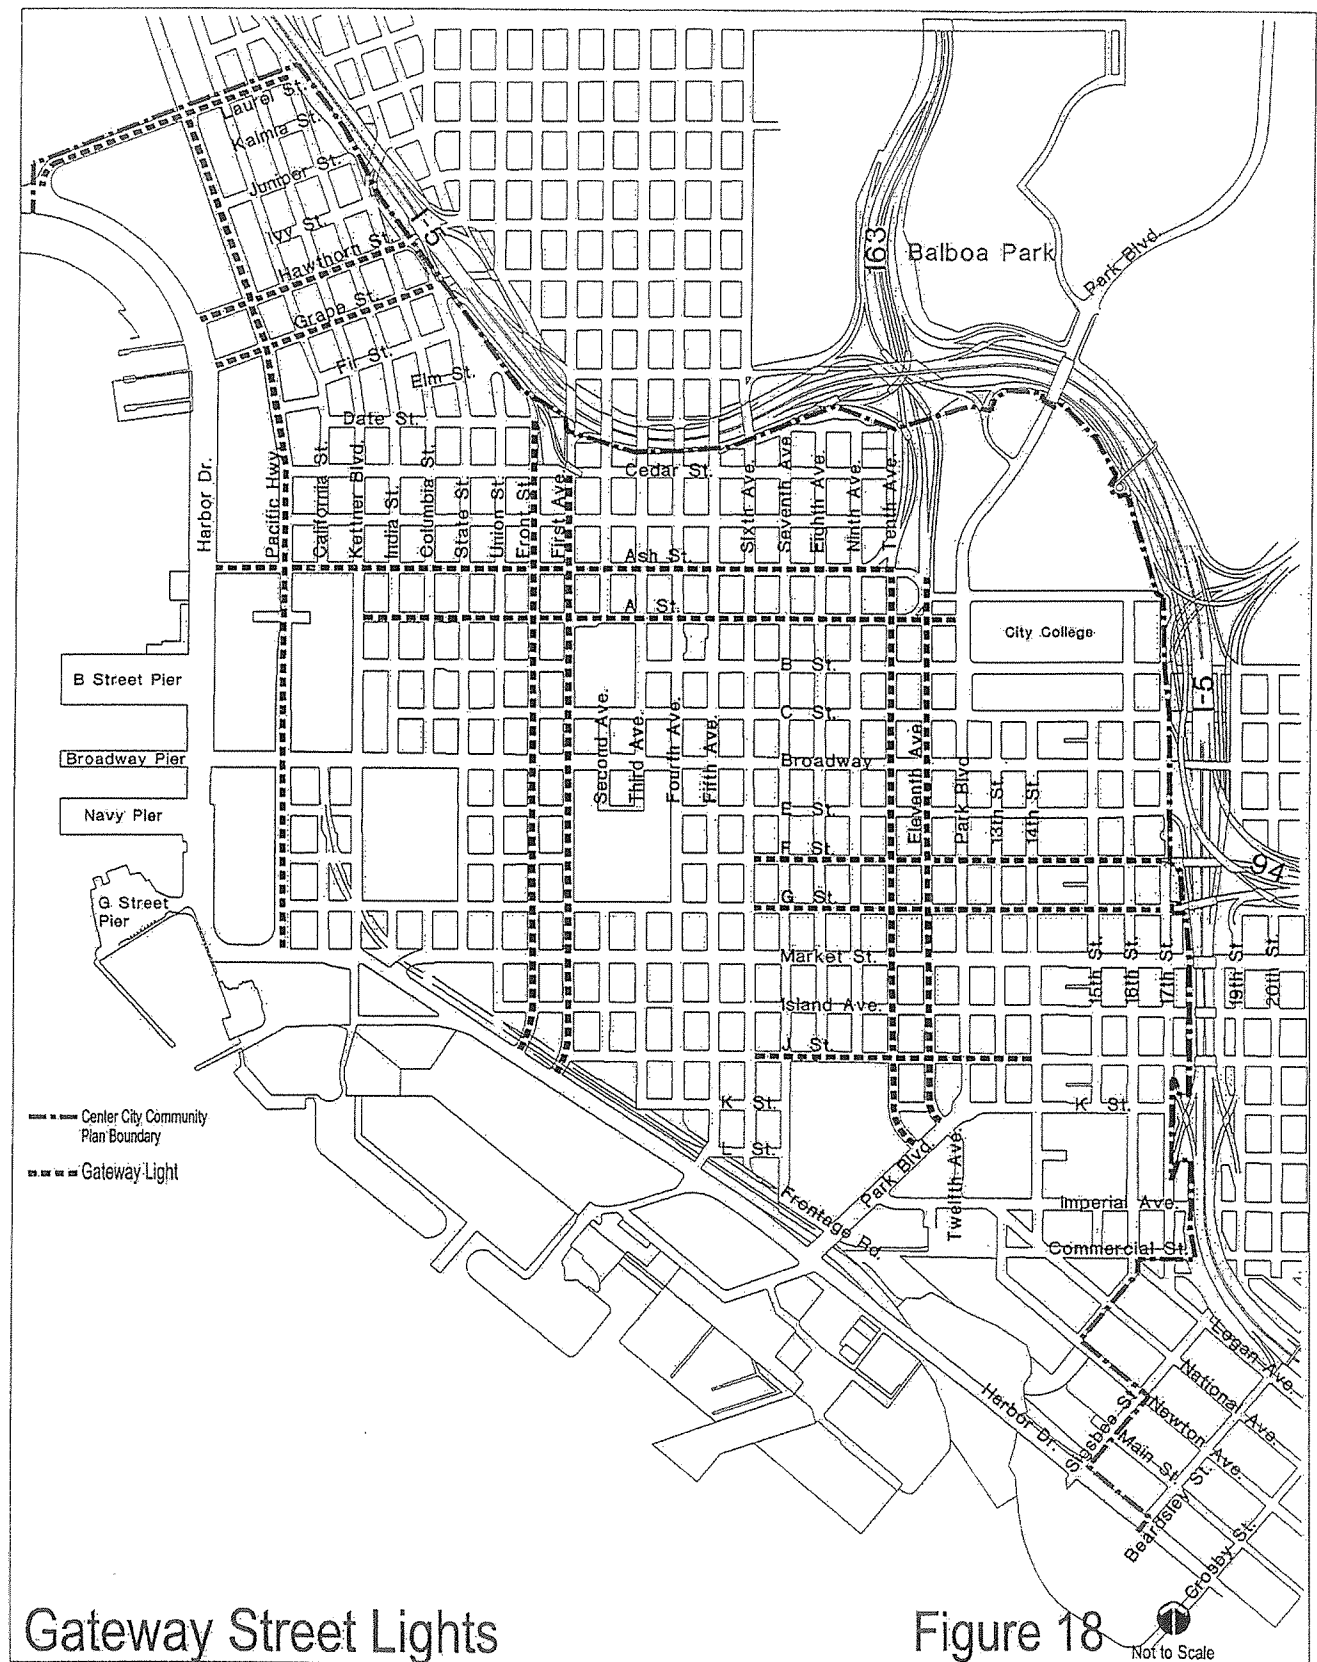 Laurel St.
Kalmia St.
Juniper St.
Ivy St.
Hawthorn St.
Grape St.
Fir St.
Elm St.
Date St.
I-5
163
Balboa Park
Park Blvd.
Harbor Dr.
Pacific Hwy.
California St.
Kettner Blvd.
India St.
Columbia St.
State St.
Union St.
Front St.
First Ave.
Cedar St.
Sixth Ave.
Seventh Ave.
Eighth Ave.
Ninth Ave.
Tenth Ave.
Ash St.
A St.
City College
B St.
C St.
Broadway
E St.
F St.
G St.
Market St.
Island Ave.
J St.
K St.
L St.
B Street Pier
Broadway Pier
Navy Pier
G Street
Pier
Second Ave.
Third Ave.
Fourth Ave.
Fifth Ave.
Eleventh Ave.
Park Blvd.
13th St.
14th St.
I-5
94
15th St.
16th St.
17th St.
19th St.
20th St.
K St.
Park Blvd.
Twelfth Ave.
Imperial Ave.
Commercial St.
Frontage Rd.
Harbor Dr.
Logan Ave.
National Ave.
Newton Ave.
Main St.
Sigsbee St.
Beardsley St.
Crosby St.
Center City Community
Plan Boundary
Gateway Light
Gateway Street Lights
Figure 18
Not to Scale